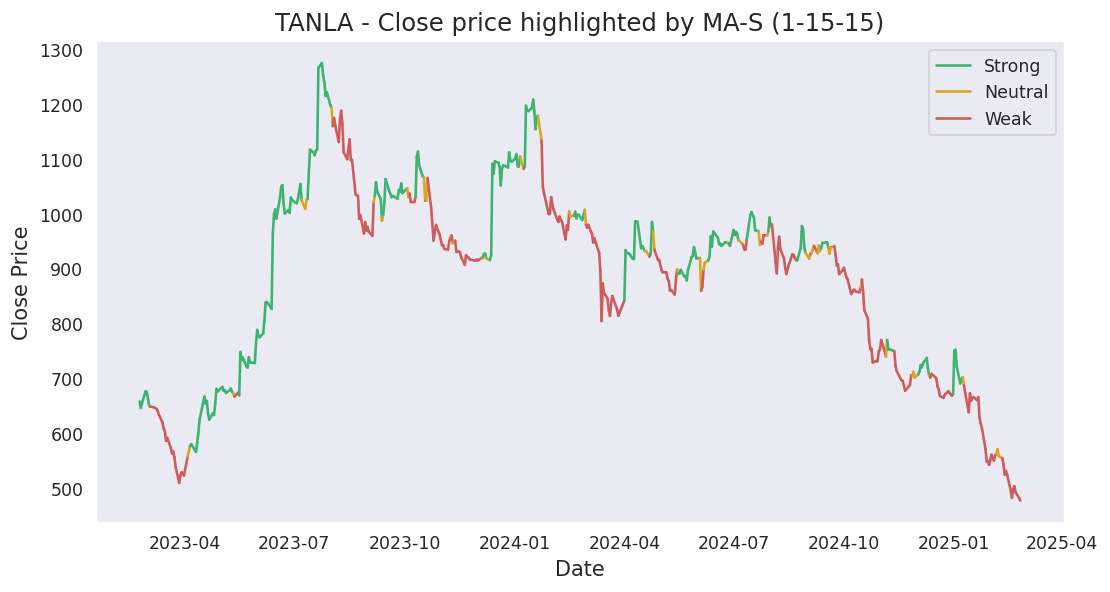 TANLA - Close price highlighted by MA-S (1-15-15)
Strong
Neutral
Weak
Close Price
1300
1200
1100
1000
900
800
700
600
500
2023-04 2023-07 2023-10 2024-01 2024-04 2024-07 2024-10 2025-01 2025-04
Date